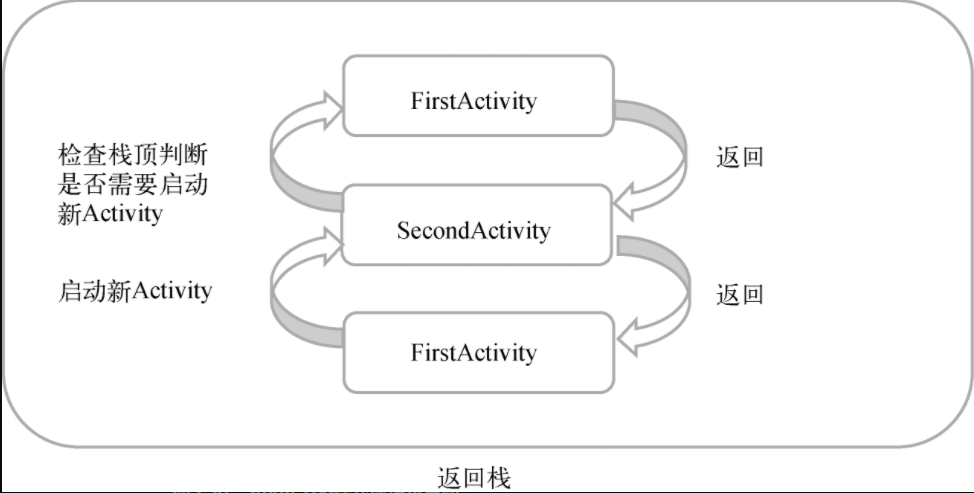 FirstActivity
检查栈顶判断
是否需要启动
新Activity
返回
SecondActivity
启动新Activity
返回
FirstActivity
返回栈